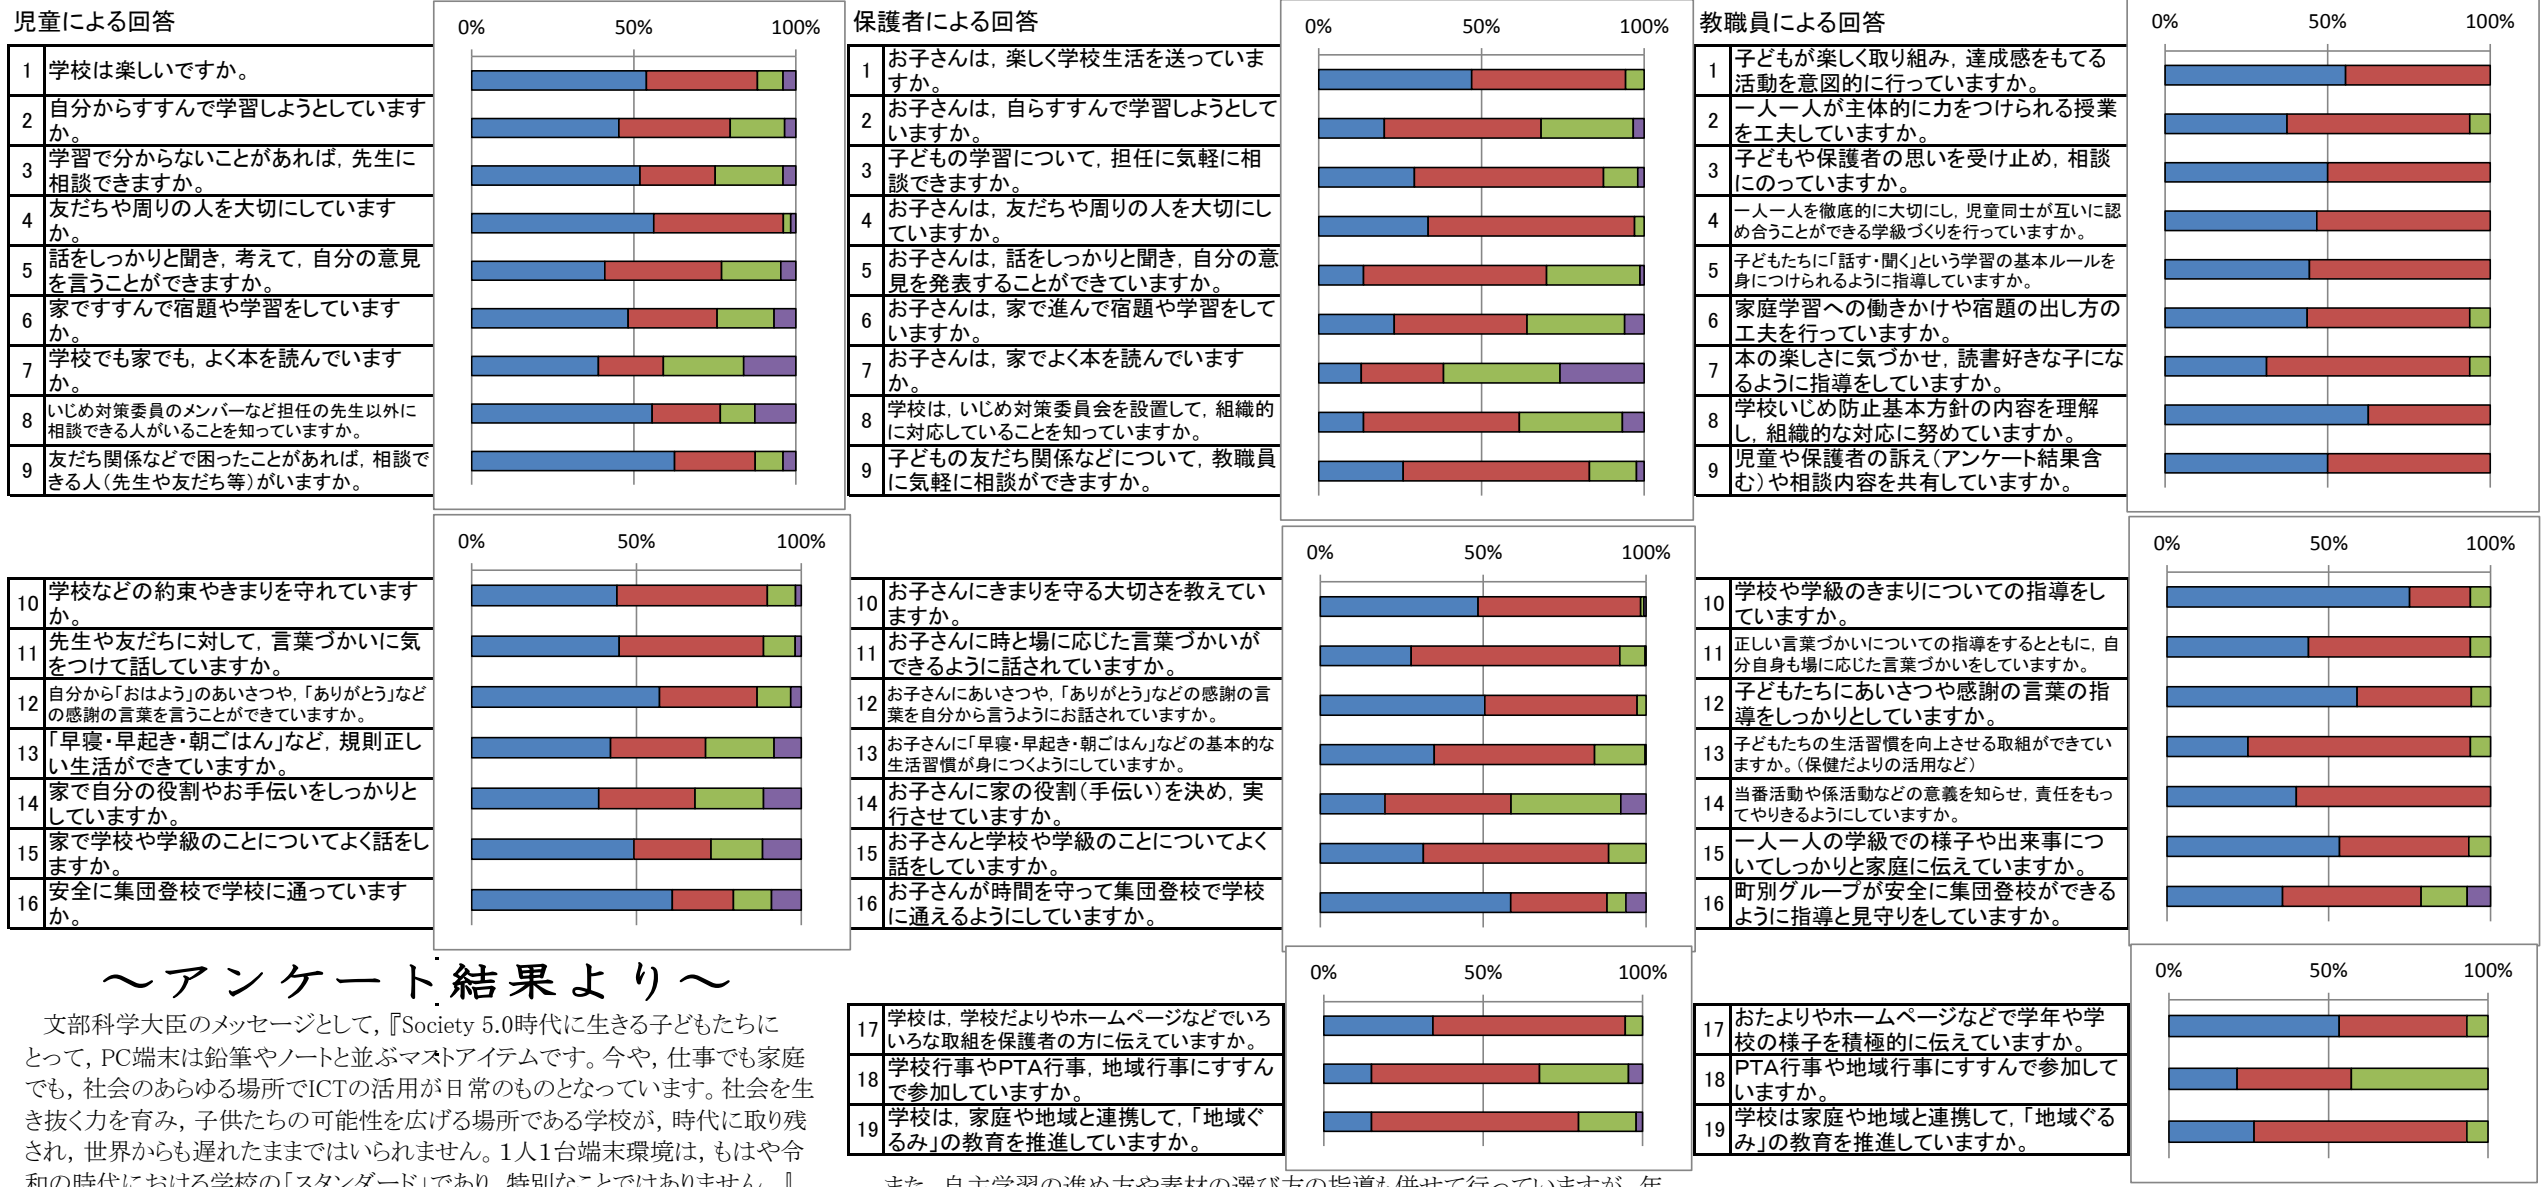 児童による回答
0% 50% 100%
1 学校は楽しいですか。
2 自分からすすんで学習しようとしています
か。
3 学習で分からないことがあれば，先生に
相談できますか。
4 友だちや周りの人を大切にしています
か。
5 話をしっかりと聞き，考えて，自分の意見
を言うことができますか。
6 家ですすんで宿題や学習をしています
か。
7 学校でも家でも，よく本を読んでいます
か。
8 いじめ対策委員のメンバーなど担任の先生以外に
相談できる人がいることを知っていますか。
9 友だち関係などで困ったことがあれば，相談で
きる人（先生や友だち等）がいますか。
0% 50% 100%
10 学校などの約束やきまりを守れています
か。
11 先生や友だちに対して，言葉づかいに気
をつけて話していますか。
12 自分から「おはよう」のあいさつや，「ありがとう」など
の感謝の言葉を言うことができていますか。
13 「早寝・早起き・朝ごはん」など，規則正し
い生活ができていますか。
14 家で自分の役割やお手伝いをしっかりと
していますか。
15 家で学校や学級のことについてよく話をし
ますか。
16 安全に集団登校で学校に通っています
か。
保護者による回答
0% 50% 100%
1 お子さんは，楽しく学校生活を送っていま
すか。
2 お子さんは，自らすすんで学習しようとして
いますか。
3 子どもの学習について，担任に気軽に相
談できますか。
4 お子さんは，友だちや周りの人を大切にし
ていますか。
5 お子さんは，話をしっかりと聞き，自分の意
見を発表することができていますか。
6 お子さんは，家で進んで宿題や学習をして
いますか。
7 お子さんは，家でよく本を読んでいます
か。
8 学校は，いじめ対策委員会を設置して，組織的
に対応していることを知っていますか。
9 子どもの友だち関係などについて，教職員
に気軽に相談ができますか。
0% 50% 100%
10 お子さんにきまりを守る大切さを教えてい
ますか。
11 お子さんに時と場に応じた言葉づかいが
できるように話されていますか。
12 お子さんにあいさつや，「ありがとう」などの感謝の言
葉を自分から言うようにお話されていますか。
13 お子さんに「早寝・早起き・朝ごはん」などの基本的な
生活習慣が身につくようにしていますか。
14 お子さんに家の役割（手伝い）を決め，実
行させていますか。
15 お子さんと学校や学級のことについてよく
話をしていますか。
16 お子さんが時間を守って集団登校で学校
に通えるようにしていますか。
0% 50% 100%
17 学校は，学校だよりやホームページなどでいろ
いろな取組を保護者の方に伝えていますか。
18 学校行事やPTA行事，地域行事にすすん
で参加していますか。
19 学校は，家庭や地域と連携して，「地域ぐ
るみ」の教育を推進していますか。
教職員による回答
0% 50% 100%
1 子どもが楽しく取り組み，達成感をもてる
活動を意図的に行っていますか。
2 一人一人が主体的に力をつけられる授業
を工夫していますか。
3 子どもや保護者の思いを受け止め，相談
にのっていますか。
4 一人一人を徹底的に大切にし，児童同士が互いに認
め合うことができる学級づくりを行っていますか。
5 子どもたちに「話す・聞く」という学習の基本ルールを
身につけられるように指導していますか。
6 家庭学習への働きかけや宿題の出し方の
工夫を行っていますか。
7 本の楽しさに気づかせ，読書好きな子にな
るように指導をしていますか。
8 学校いじめ防止基本方針の内容を理解
し，組織的な対応に努めていますか。
9 児童や保護者の訴え（アンケート結果含
む）や相談内容を共有していますか。
0% 50% 100%
10 学校や学級のきまりについての指導をし
ていますか。
11 正しい言葉づかいについての指導をするとともに，自
分自身も場に応じた言葉づかいをしていますか。
12 子どもたちにあいさつや感謝の言葉の指
導をしっかりとしていますか。
13 子どもたちの生活習慣を向上させる取組ができてい
ますか。（保健だよりの活用など）
14 当番活動や係活動などの意義を知らせ，責任をもっ
てやりきるようにしていますか。
15 一人一人の学級での様子や出来事につ
いてしっかりと家庭に伝えていますか。
16 町別グループが安全に集団登校ができる
ように指導と見守りをしていますか。
0% 50% 100%
17 おたよりやホームページなどで学年や学
校の様子を積極的に伝えていますか。
18 PTA行事や地域行事にすすんで参加して
いますか。
19 学校は家庭や地域と連携して，「地域ぐる
み」の教育を推進していますか。
～アンケート結果より～
文部科学大臣のメッセージとして，『Society 5.0時代に生きる子どもたちに
とって，PC端末は鉛筆やノートと並ぶマストアイテムです。今や，仕事でも家庭
でも，社会のあらゆる場所でICTの活用が日常のものとなっています。社会を生
き抜く力を育み，子供たちの可能性を広げる場所である学校が，時代に取り残
され，世界からも遅れたままではいられません。1人1台端末環境は，もはや令
和の時代における学校の「スタンダード」であり，特別なことではありません。』
また，自主学習の進め方や素材の選び方の指導も併せて行っていますが，年